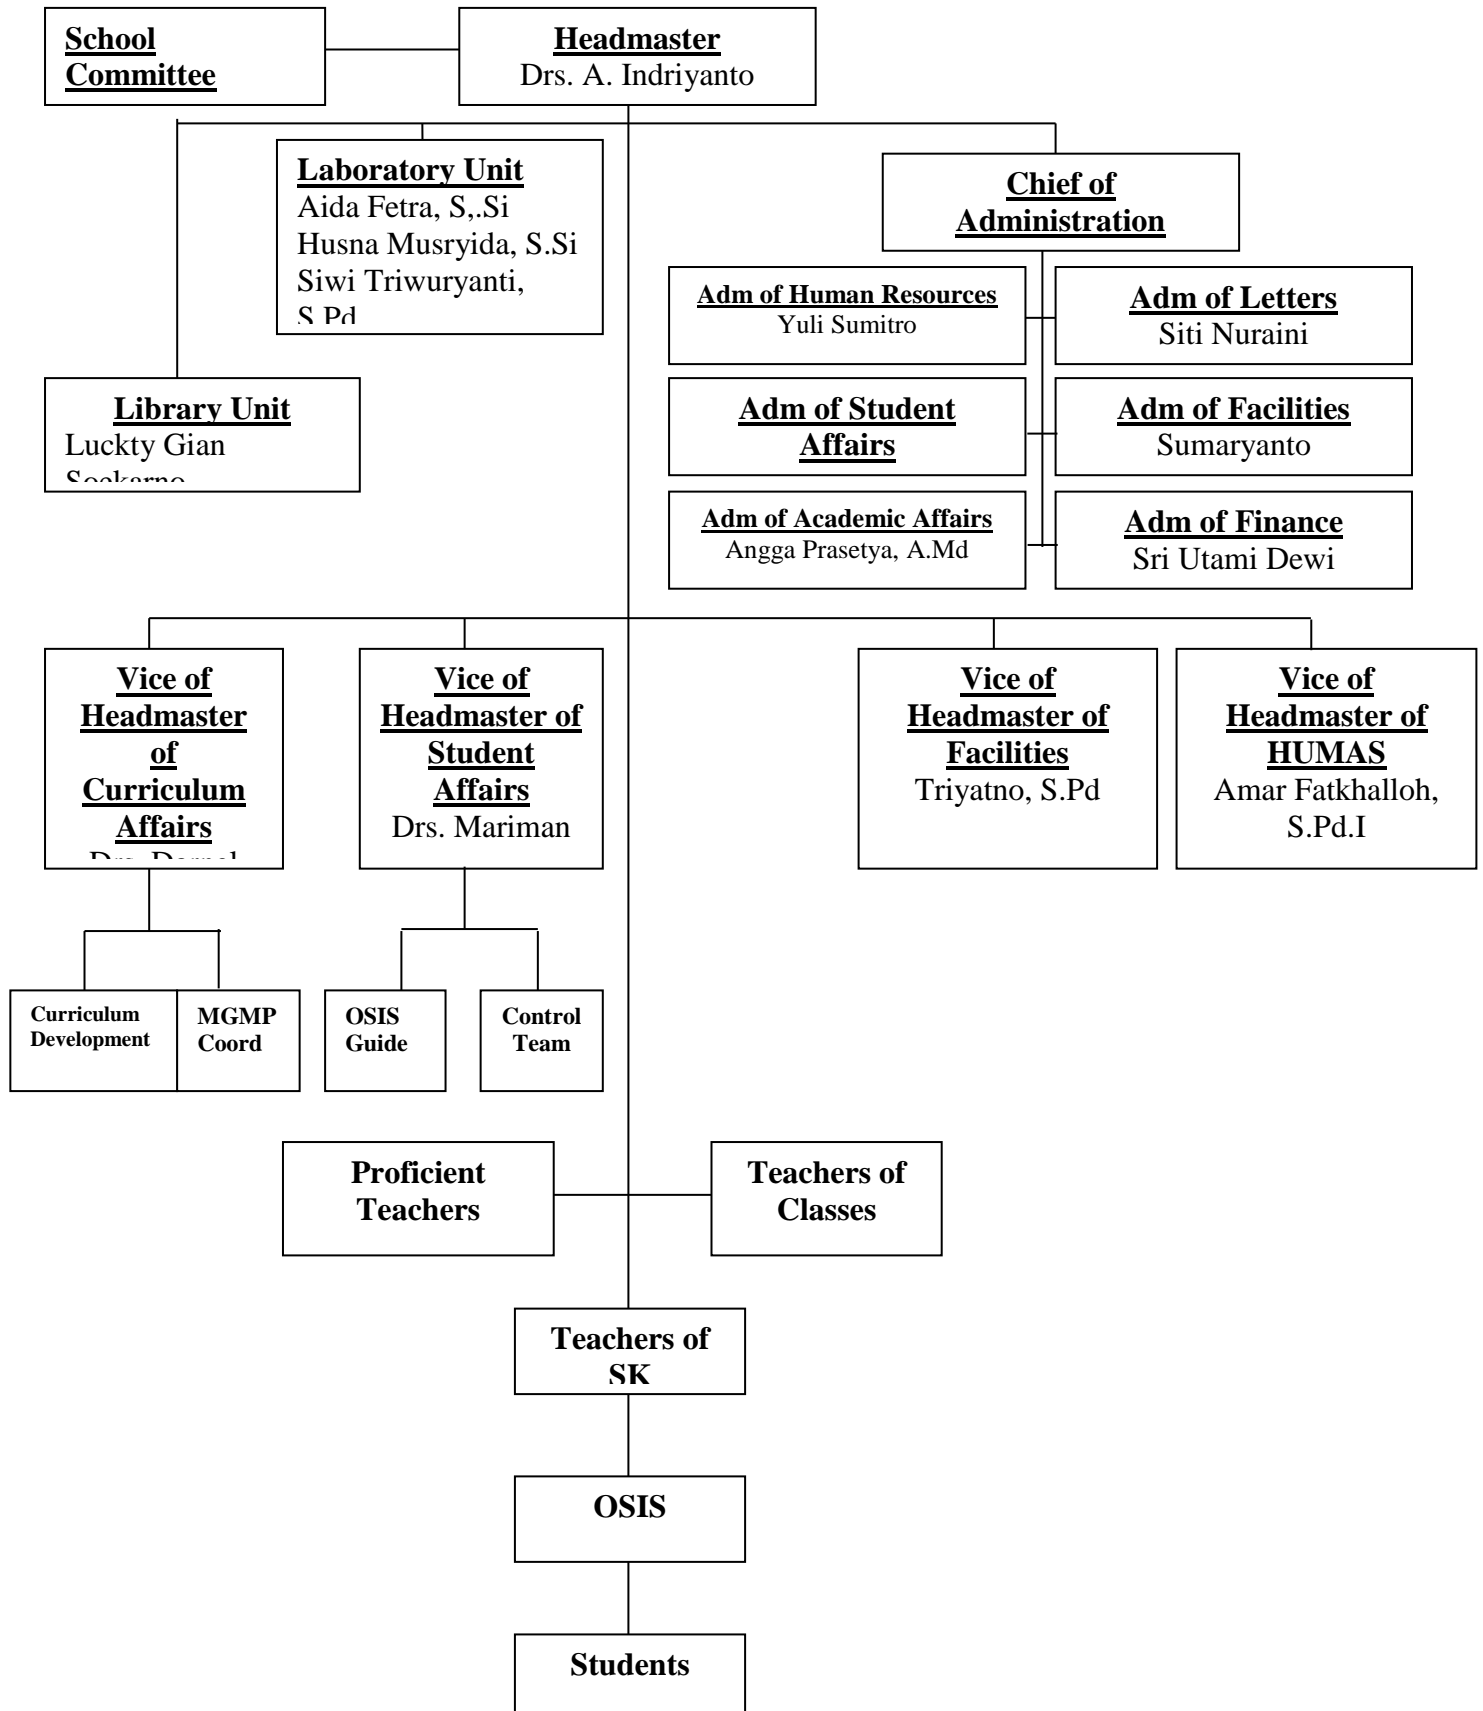 School
Committee
Headmaster
Drs. A. Indriyanto
Laboratory Unit
Aida Fetra, S,.Si
Husna Musryida, S.Si
Siwi Triwuryanti,
S.Pd
Chief of
Administration
Adm of Human Resources
Yuli Sumitro
Adm of Letters
Siti Nuraini
Library Unit
Luckty Gian
Soekarno
Adm of Student
Affairs
Adm of Facilities
Sumaryanto
Adm of Academic Affairs
Angga Prasetya, A.Md
Adm of Finance
Sri Utami Dewi
Vice of
Headmaster
of
Curriculum
Affairs
Drs.
Vice of
Headmaster of
Student
Affairs
Drs. Mariman
Vice of
Headmaster of
Facilities
Triyatno, S.Pd
Vice of
Headmaster of
HUMAS
Amar Fatkhalloh,
S.Pd.I
Curriculum
Development
MGMP
Coord
OSIS
Guide
Control
Team
Proficient
Teachers
Teachers of
Classes
Teachers of
SK
OSIS
Students